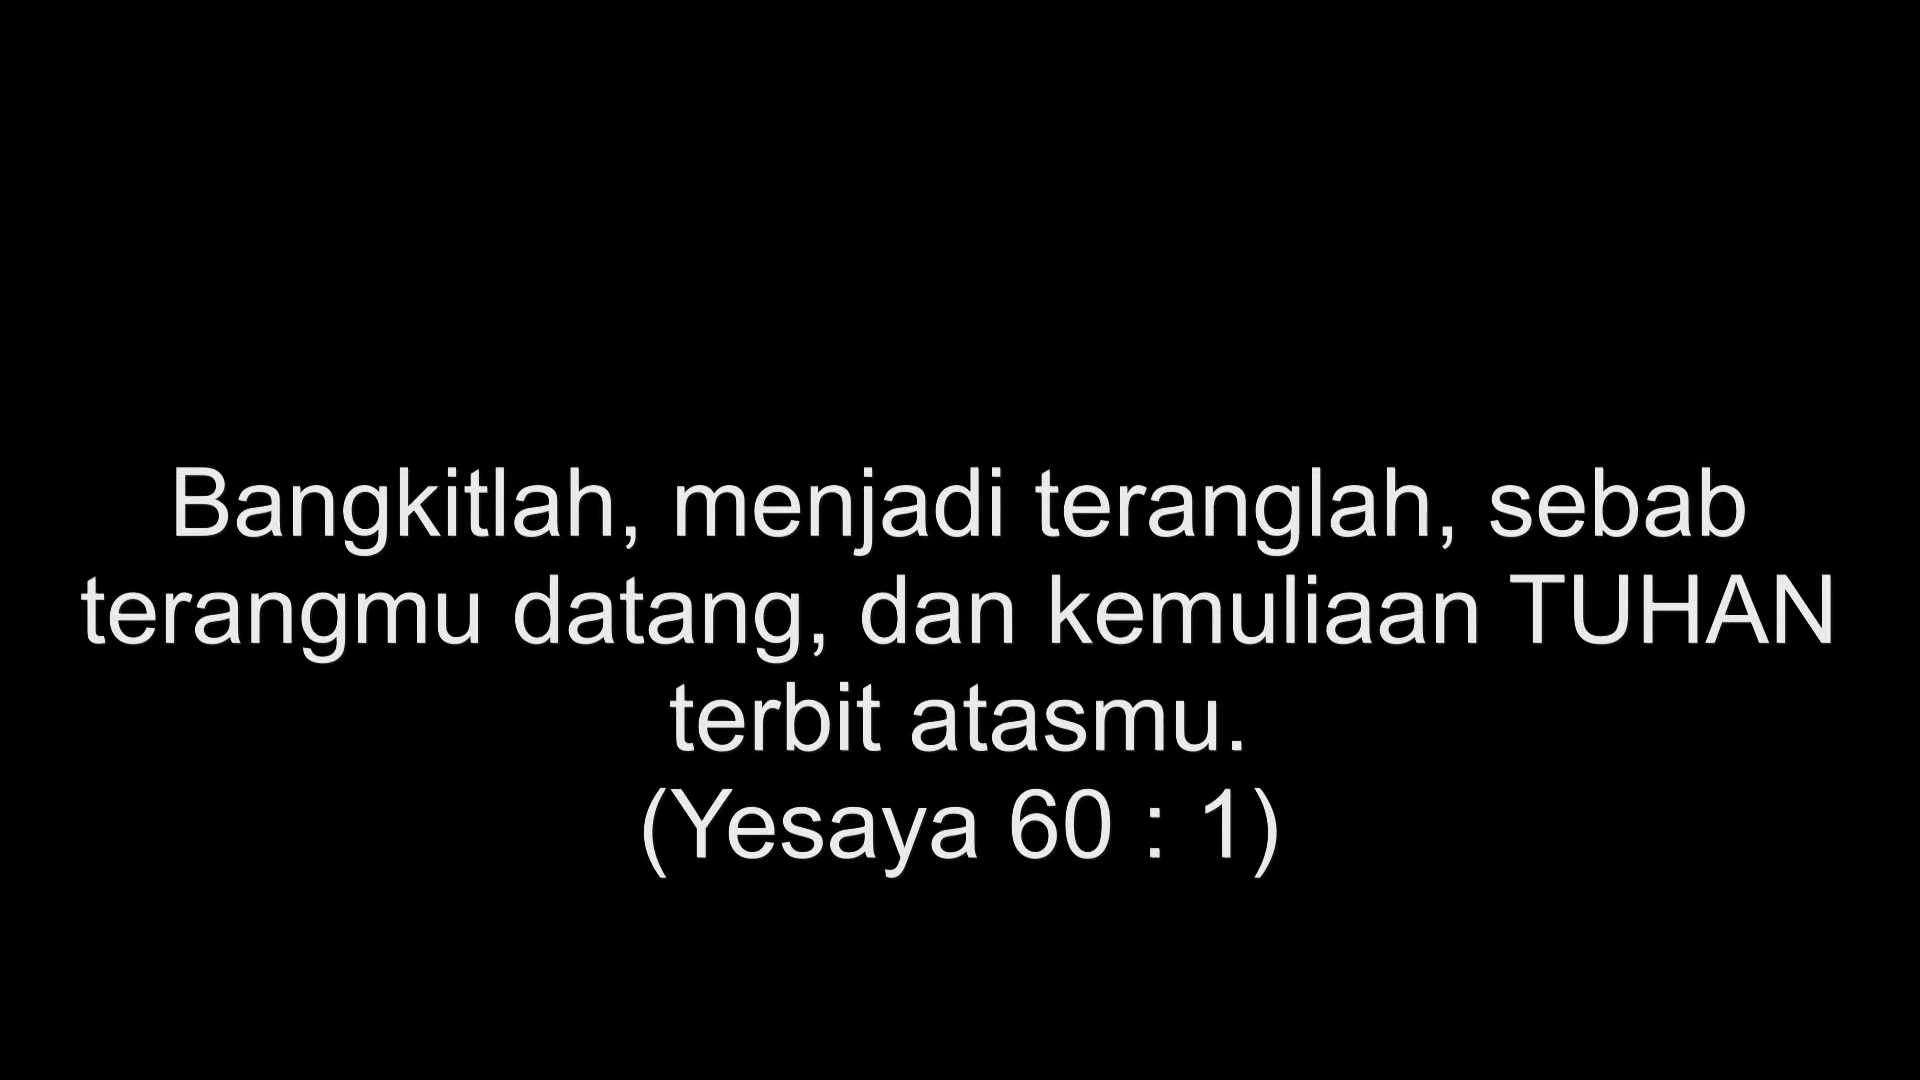 Bangkitlah, menjadi teranglah, sebab
terangmu datang, dan kemuliaan TUHAN
terbit atasmu.
(Yesaya 60 : 1)